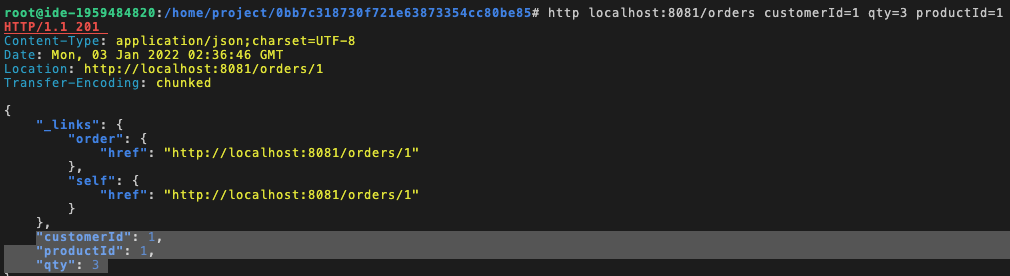 root@ide-1959484820:/home/project/0bb7c318730f721e63873354cc80be85# http localhost:8081/orders customerId=1 qty=3 productId=1
HTTP/1.1 201
Content-Type: application/json;charset=UTF-8
Date: Mon, 03 Jan 2022 02:36:46 GMT
Location: http://localhost:8081/orders/1
Transfer-Encoding: chunked

{
    "_links": {
        "order": {
            "href": "http://localhost:8081/orders/1"
        },
        "self": {
            "href": "http://localhost:8081/orders/1"
        }
    },
    "customerId": 1,
    "productId": 1,
    "qty": 3